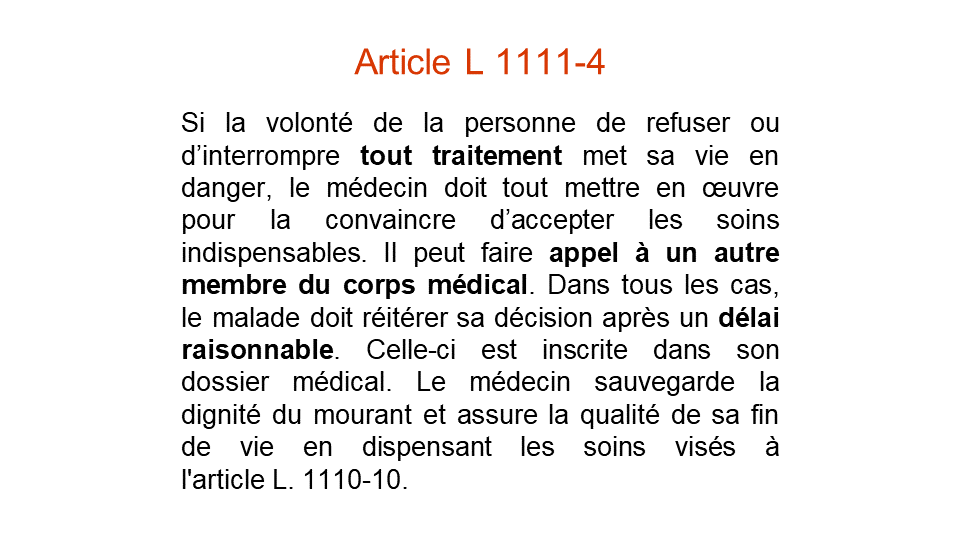 Article L 1111-4
Si la volonté de la personne de refuser ou
d’interrompre tout traitement met sa vie en
danger, le médecin doit tout mettre en œuvre
pour la convaincre d’accepter les soins
indispensables. Il peut faire appel à un autre
membre du corps médical. Dans tous les cas,
le malade doit réitérer sa décision après un délai
raisonnable. Celle-ci est inscrite dans son
dossier médical. Le médecin sauvegarde la
dignité du mourant et assure la qualité de sa fin
de vie en dispensant les soins visés à
l'article L. 1110-10.